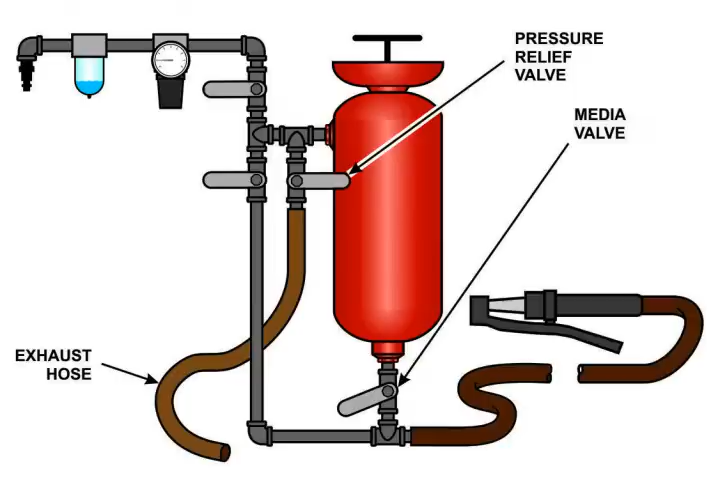 PRESSURE
RELIEF
VALVE
MEDIA
VALVE
EXHAUST
HOSE